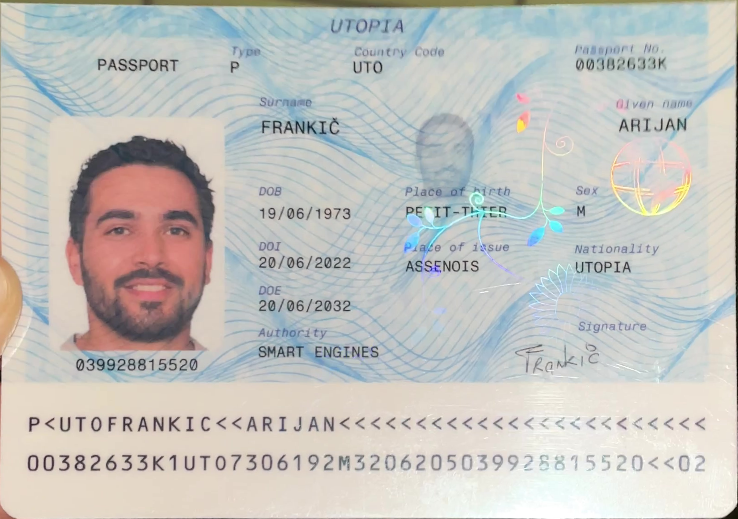 UTOPIA
Type Country Code Passport No.
PASSPORT P UTO 00382633K
Surname Given name
FRANKIČ ARIJAN
DOB Place of birth Sex
19/06/1973 PETIT-THIER M
DOI Place of issue Nationality
20/06/2022 ASSENOIS UTOPIA
DOE
20/06/2032
Authority Signature
SMART ENGINES Frankič
039928815520
P<UTOFRANKIC<<ARIJAN<<<<<<<<<<<<<<<<<<<<<<<<
00382633K1UTO7306192M3206205039928815520<<02